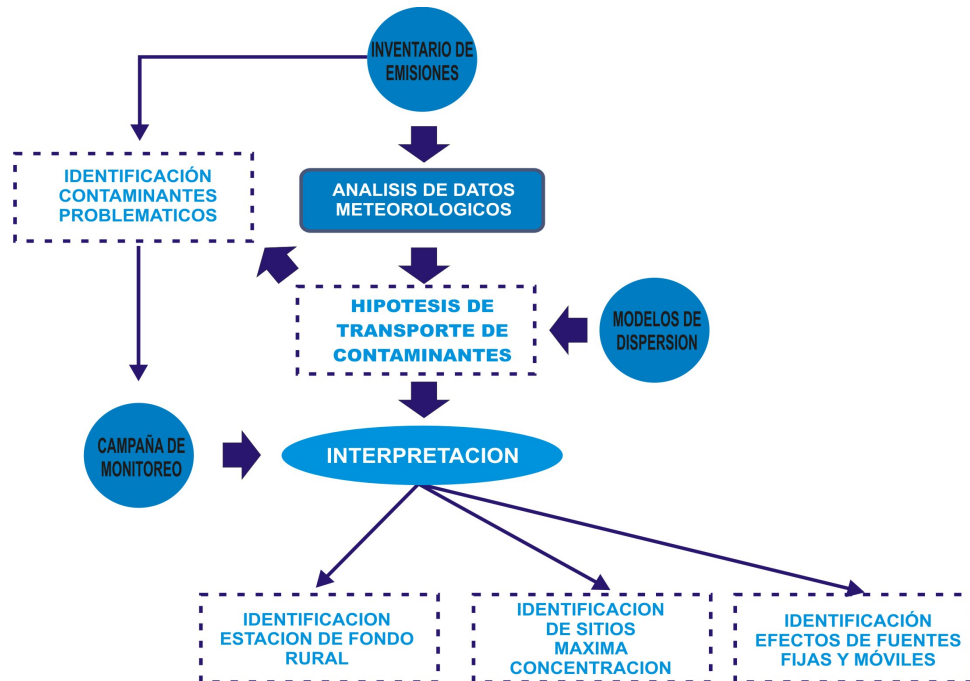 INVENTARIO DE
EMISIONES
IDENTIFICACIÓN
CONTAMINANTES
PROBLEMATICOS
ANALISIS DE DATOS
METEOROLOGICOS
HIPOTESIS DE
TRANSPORTE DE
CONTAMINANTES
MODELOS DE
DISPERSION
CAMPAÑA DE
MONITOREO
INTERPRETACION
IDENTIFICACION
ESTACION DE FONDO
RURAL
IDENTIFICACION
DE SITIOS
MAXIMA
CONCENTRACION
IDENTIFICACIÓN
EFECTOS DE FUENTES
FIJAS Y MÓVILES